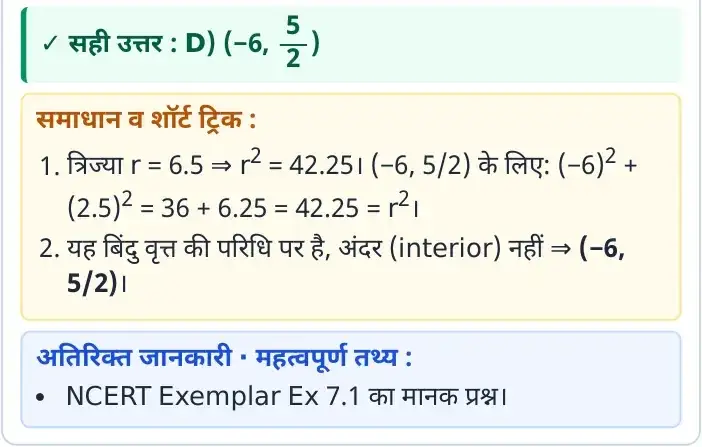 ✓ सही उत्तर : D) (−6, 5/2)
समाधान व शॉर्ट ट्रिक :
1. त्रिज्या r = 6.5 ⇒ r² = 42.25। (−6, 5/2) के लिए: (−6)² +
(2.5)² = 36 + 6.25 = 42.25 = r²।
2. यह बिंदु वृत्त की परिधि पर है, अंदर (interior) नहीं ⇒ (−6,
5/2)।
अतिरिक्त जानकारी · महत्वपूर्ण तथ्य :
• NCERT Exemplar Ex 7.1 का मानक प्रश्न।